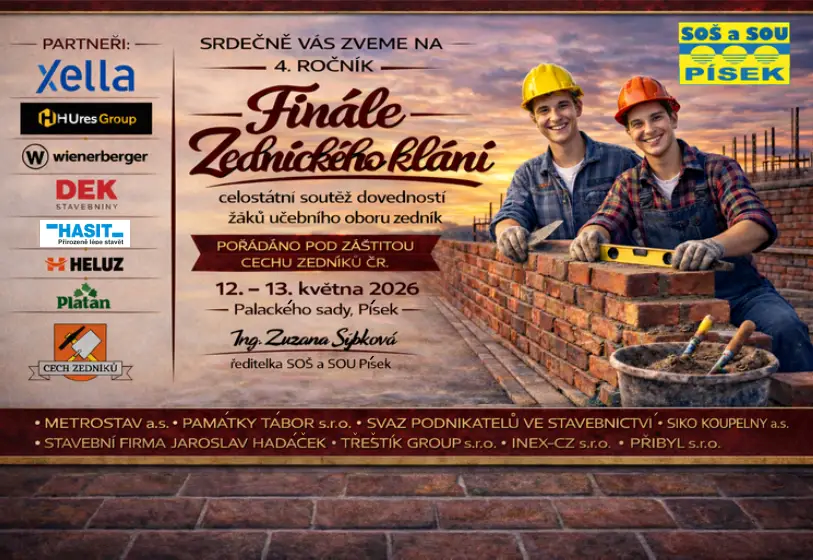 PARTNEŘI:
xella
HUres Group
wienerberger
DEK
STAVEBNINY
HASIT
Přirozeně lépe stavět
HELUZ
Platan
CECH ZEDNÍKŮ
SRDEČNĚ VÁS ZVEME NA
4. ROČNÍK
Finále
Zednického klání
celostátní soutěž dovedností
žáků učebního oboru zedník
POŘÁDÁNO POD ZÁŠTITOU
CECHU ZEDNÍKŮ ČR.
12. – 13. května 2026
Palackého sady, Písek
Ing. Zuzana Sýpková
ředitelka SOŠ a SOU Písek
SOŠ a SOU
PÍSEK
• METROSTAV a.s. • PAMÁTKY TÁBOR s.r.o. • SVAZ PODNIKATELŮ VE STAVEBNICTVÍ • SIKO KOUPELNY a.s.
• STAVEBNÍ FIRMA JAROSLAV HADÁČEK • TŘEŠTÍK GROUP s.r.o. • INEX-CZ s.r.o. • PŘIBYL s.r.o.